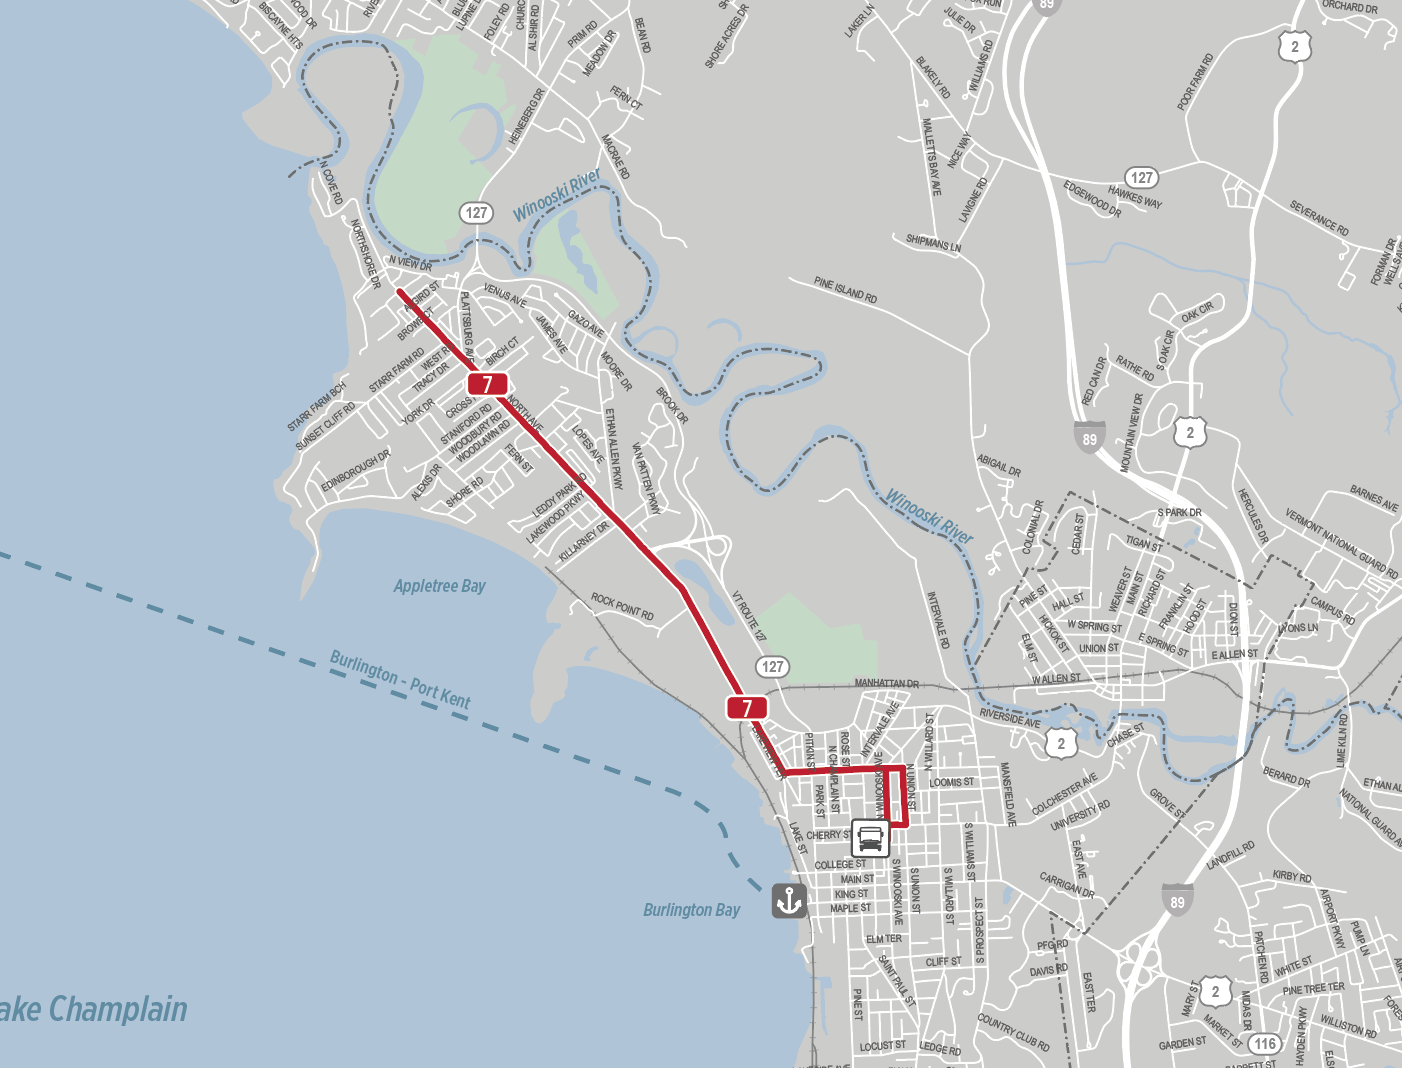 BISCAYNE HTS
FOLEY RD
ALSHIR RD
PRIM RD
MEADOW DR
BEAN RD
SHORE ACRES DR
LAKER LN
JULIE DR
WILLIAMS RD
BLAKELY RD
89
2
ORCHARD DR
POOR FARM RD
FERN CT
HEINEBERG DR
MACRAE RD
MALLETTS BAY AVE
NICE WAY
127
EDGEWOOD DR
HAWKES WAY
LAVIGNE RD
SEVERANCE RD
N COVE RD
Winooski River
127
NORTHSHORE DR
SHIPMANS LN
FORMAN DR
N VIEW DR
VENUS AVE
PLATTSBURG AVE
PINE ISLAND RD
OAK CIR
GAZO AVE
JAMES AVE
BIRCH CT
S OAK CIR
STARR FARM RD
TRACY DR
MOORE DR
RATHE RD
RED CAN DR
7
STARR FARM BCH
SUNSET CLIFF RD
YORK DR
NORTH AVE
STANIFORD RD
WOODBURY RD
WOODLAWN RD
BROOK DR
ETHAN ALLEN PKWY
MOUNTAIN VIEW DR
89
2
LOPES AVE
FERN ST
VAN PATTEN PKWY
EDINBOROUGH DR
ALEXIS DR
SHORE RD
ABIGAIL DR
LEDDY PARK RD
LAKEWOOD PKWY
KILLARNEY DR
Winooski River
HERCULES DR
BARNES AVE
VERMONT NATIONAL GUARD RD
S PARK DR
COLONIAL DR
CEDAR ST
TIGAN ST
Appletree Bay
ROCK POINT RD
VT ROUTE 127
INTERVALE RD
PINE ST
HALL ST
WEAVER ST
MAIN ST
RICHARD ST
FRANKLIN ST
HOOD ST
DION ST
CAMPUS RD
LYONS LN
HICKOK ST
W SPRING ST
E SPRING ST
ELM ST
UNION ST
E ALLEN ST
W ALLEN ST
Burlington - Port Kent
127
MANHATTAN DR
7
RIVERSIDE AVE
2
CHASE ST
LIME KILN RD
PITKIN ST
N CHAMPLAIN ST
ROSE ST
INTERVALE AVE
N WILLARD ST
N UNION ST
LOOMIS ST
MANSFIELD AVE
COLCHESTER AVE
UNIVERSITY RD
GROVE ST
BERARD DR
PARK ST
LAKE ST
CHERRY ST
EAST AVE
LANDFILL RD
COLLEGE ST
MAIN ST
KING ST
MAPLE ST
S WINOOSKI AVE
S UNION ST
S WILLARD ST
S WILLIAMS ST
S PROSPECT ST
CARRIGAN DR
KIRBY RD
AIRPORT PKWY
89
Burlington Bay
ELM TER
CLIFF ST
SAINT PAUL ST
PFG RD
DAVIS RD
EAST TER
PATCHEN RD
WHITE ST
PUMP LN
PINE TREE TER
MARY ST
2
MIDAS DR
MARKET ST
WILLISTON RD
HAYDEN PKWY
ake Champlain
PINE ST
LOCUST ST
LEDGE RD
COUNTRY CLUB RD
GARDEN ST
116